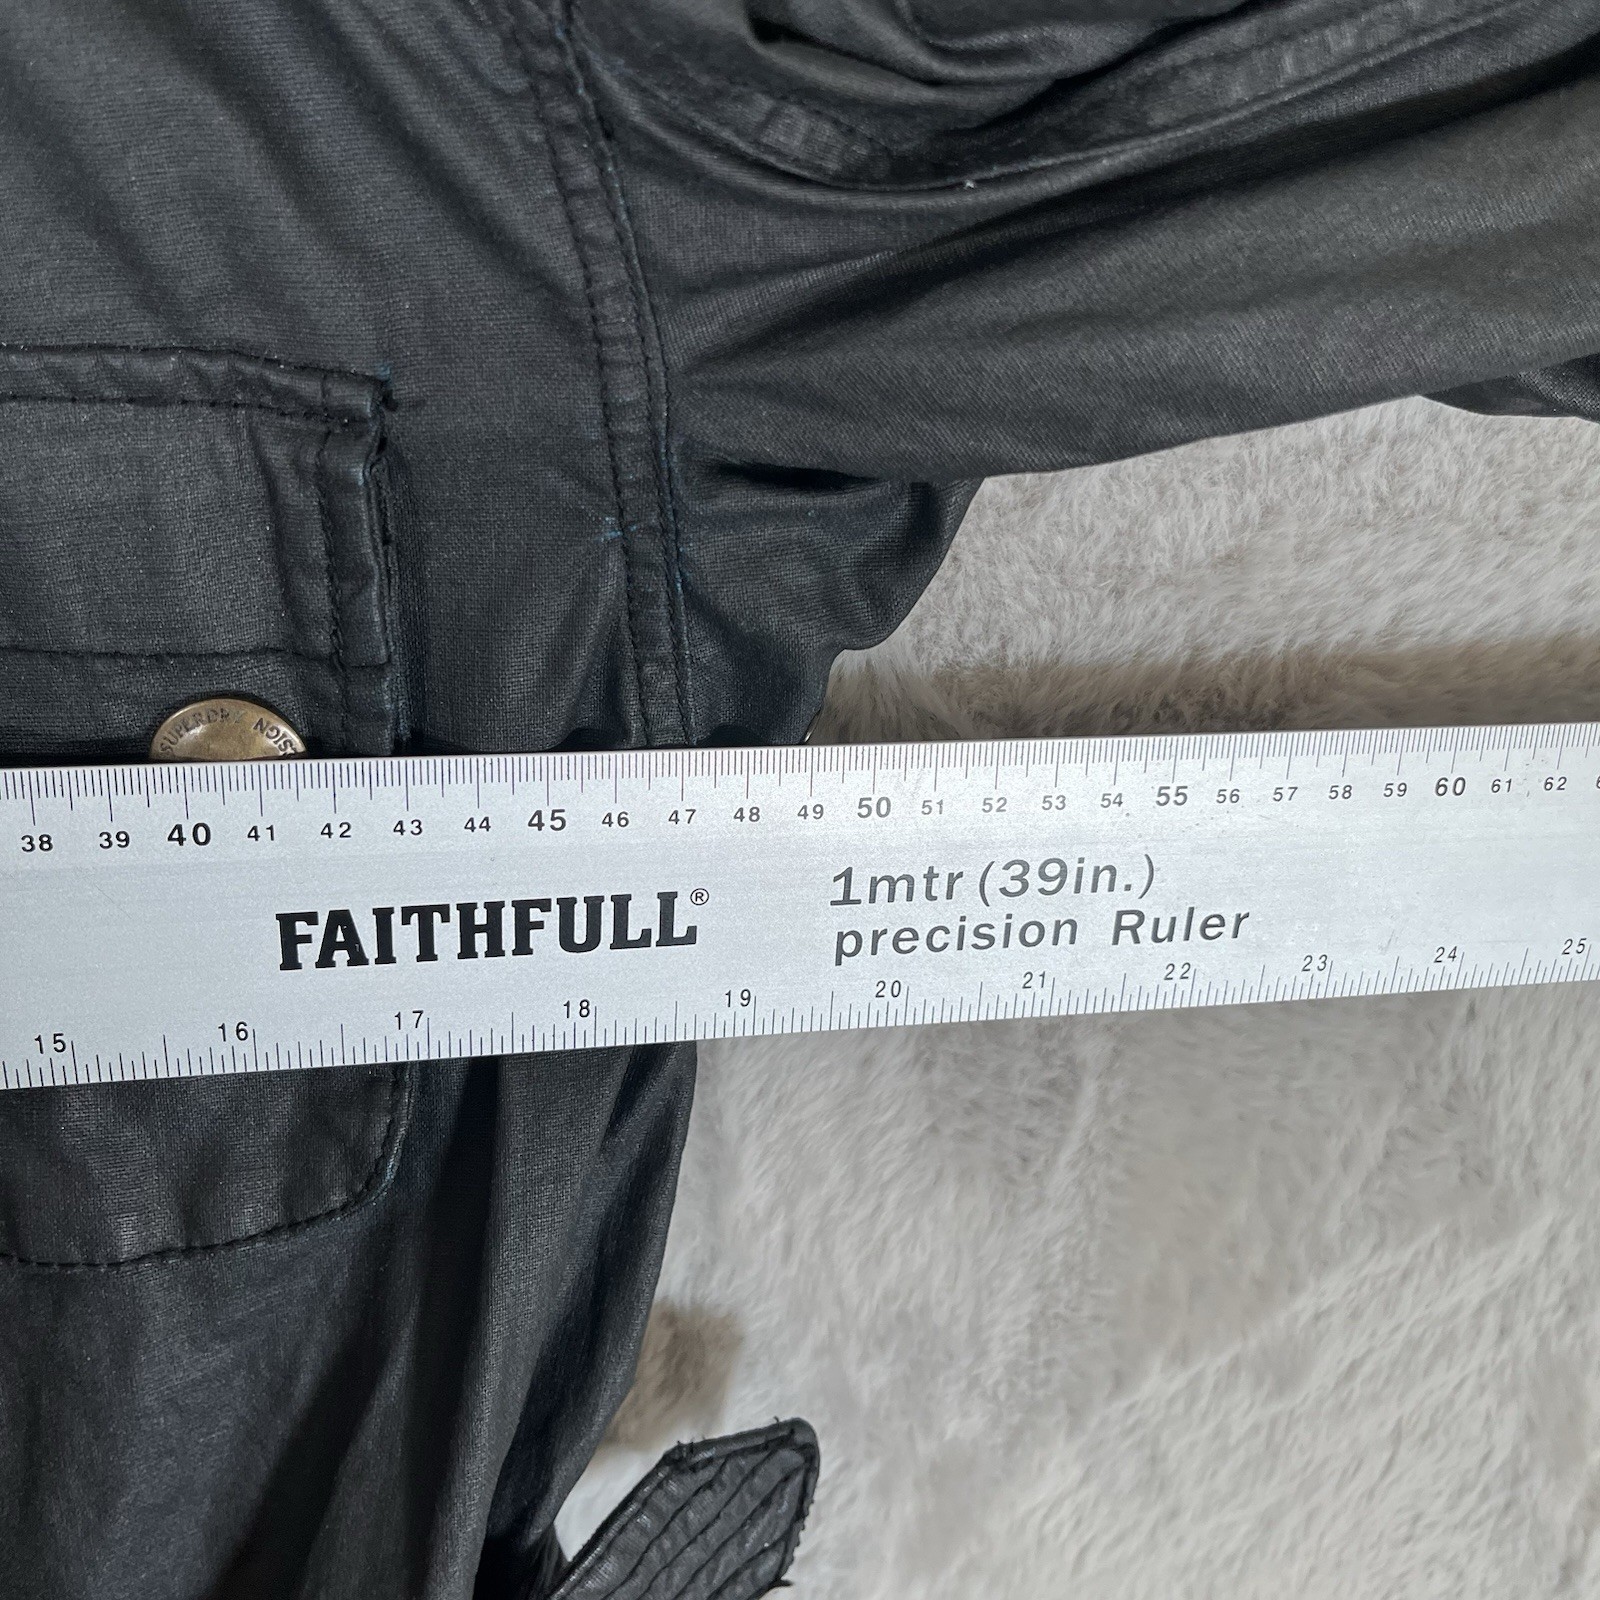 SUPERDRY
38 39 40 41 42 43 44 45 46 47 48 49 50 51 52 53 54 55 56 57 58 59 60 61 62
FAITHFULL®
1mtr (39in.)
precision Ruler
15 16 17 18 19 20 21 22 23 24 25